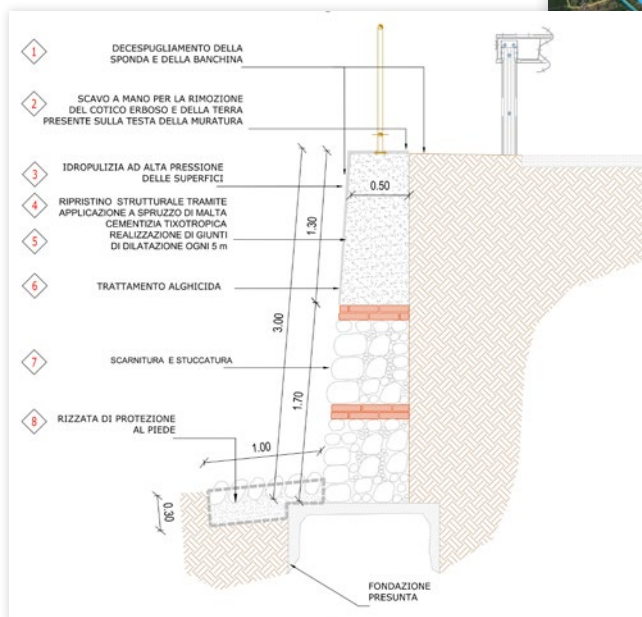 1
DECESPUGLIAMENTO DELLA
SPONDA E DELLA BANCHINA
2
SCAVO A MANO PER LA RIMOZIONE
DEL COTICO ERBOSO E DELLA TERRA
PRESENTE SULLA TESTA DELLA MURATURA
3
IDROPULIZIA AD ALTA PRESSIONE
DELLE SUPERFICI
4
RIPRISTINO STRUTTURALE TRAMITE
APPLICAZIONE A SPRUZZO DI MALTA
CEMENTIZIA TIXOTROPICA
5
REALIZZAZIONE DI GIUNTI
DI DILATAZIONE OGNI 5 m
6
TRATTAMENTO ALGHICIDA
7
SCARNITURA E STUCCATURA
8
RIZZATA DI PROTEZIONE
AL PIEDE
0.50
1.30
3.00
1.70
1.00
0.30
FONDAZIONE
PRESUNTA